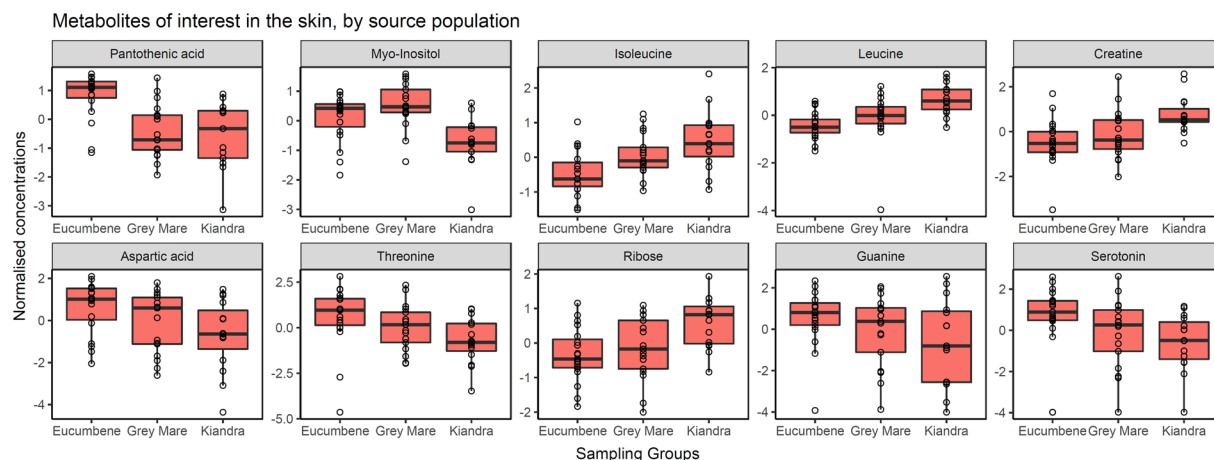 Metabolites of interest in the skin, by source population
Normalised concentrations
Pantothenic acid
1
0
-1
-2
-3
Eucumbene Grey Mare Kiandra
Myo-Inositol
1
0
-1
-2
-3
Eucumbene Grey Mare Kiandra
Isoleucine
2
1
0
-1
Eucumbene Grey Mare Kiandra
Leucine
2
0
-2
-4
Eucumbene Grey Mare Kiandra
Creatine
2
0
-2
Eucumbene Grey Mare Kiandra
Aspartic acid
2
0
-2
-4
Eucumbene Grey Mare Kiandra
Threonine
2.5
0.0
-2.5
-5.0
Eucumbene Grey Mare Kiandra
Ribose
2
1
0
-1
-2
Eucumbene Grey Mare Kiandra
Guanine
2
0
-2
-4
Eucumbene Grey Mare Kiandra
Serotonin
2
0
-2
-4
Eucumbene Grey Mare Kiandra
Sampling Groups